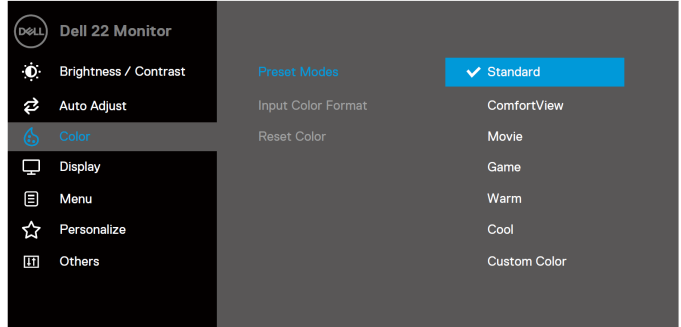 DELL Dell 22 Monitor
Brightness / Contrast Preset Modes Standard
Auto Adjust Input Color Format ComfortView
Color Reset Color Movie
Display Game
Menu Warm
Personalize Cool
Others Custom Color